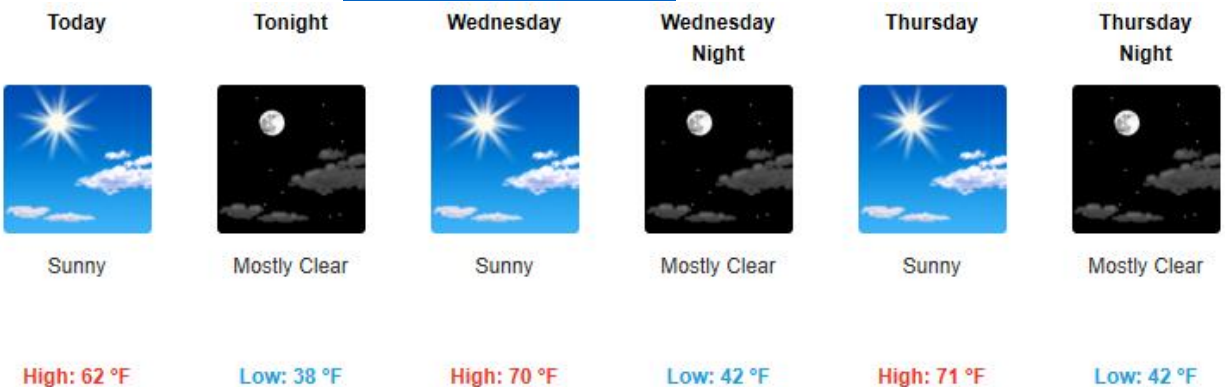 Today
Tonight
Wednesday
Wednesday
Night
Thursday
Thursday
Night
Sunny
Mostly Clear
Sunny
Mostly Clear
Sunny
Mostly Clear
High: 62 °F
Low: 38 °F
High: 70 °F
Low: 42 °F
High: 71 °F
Low: 42 °F